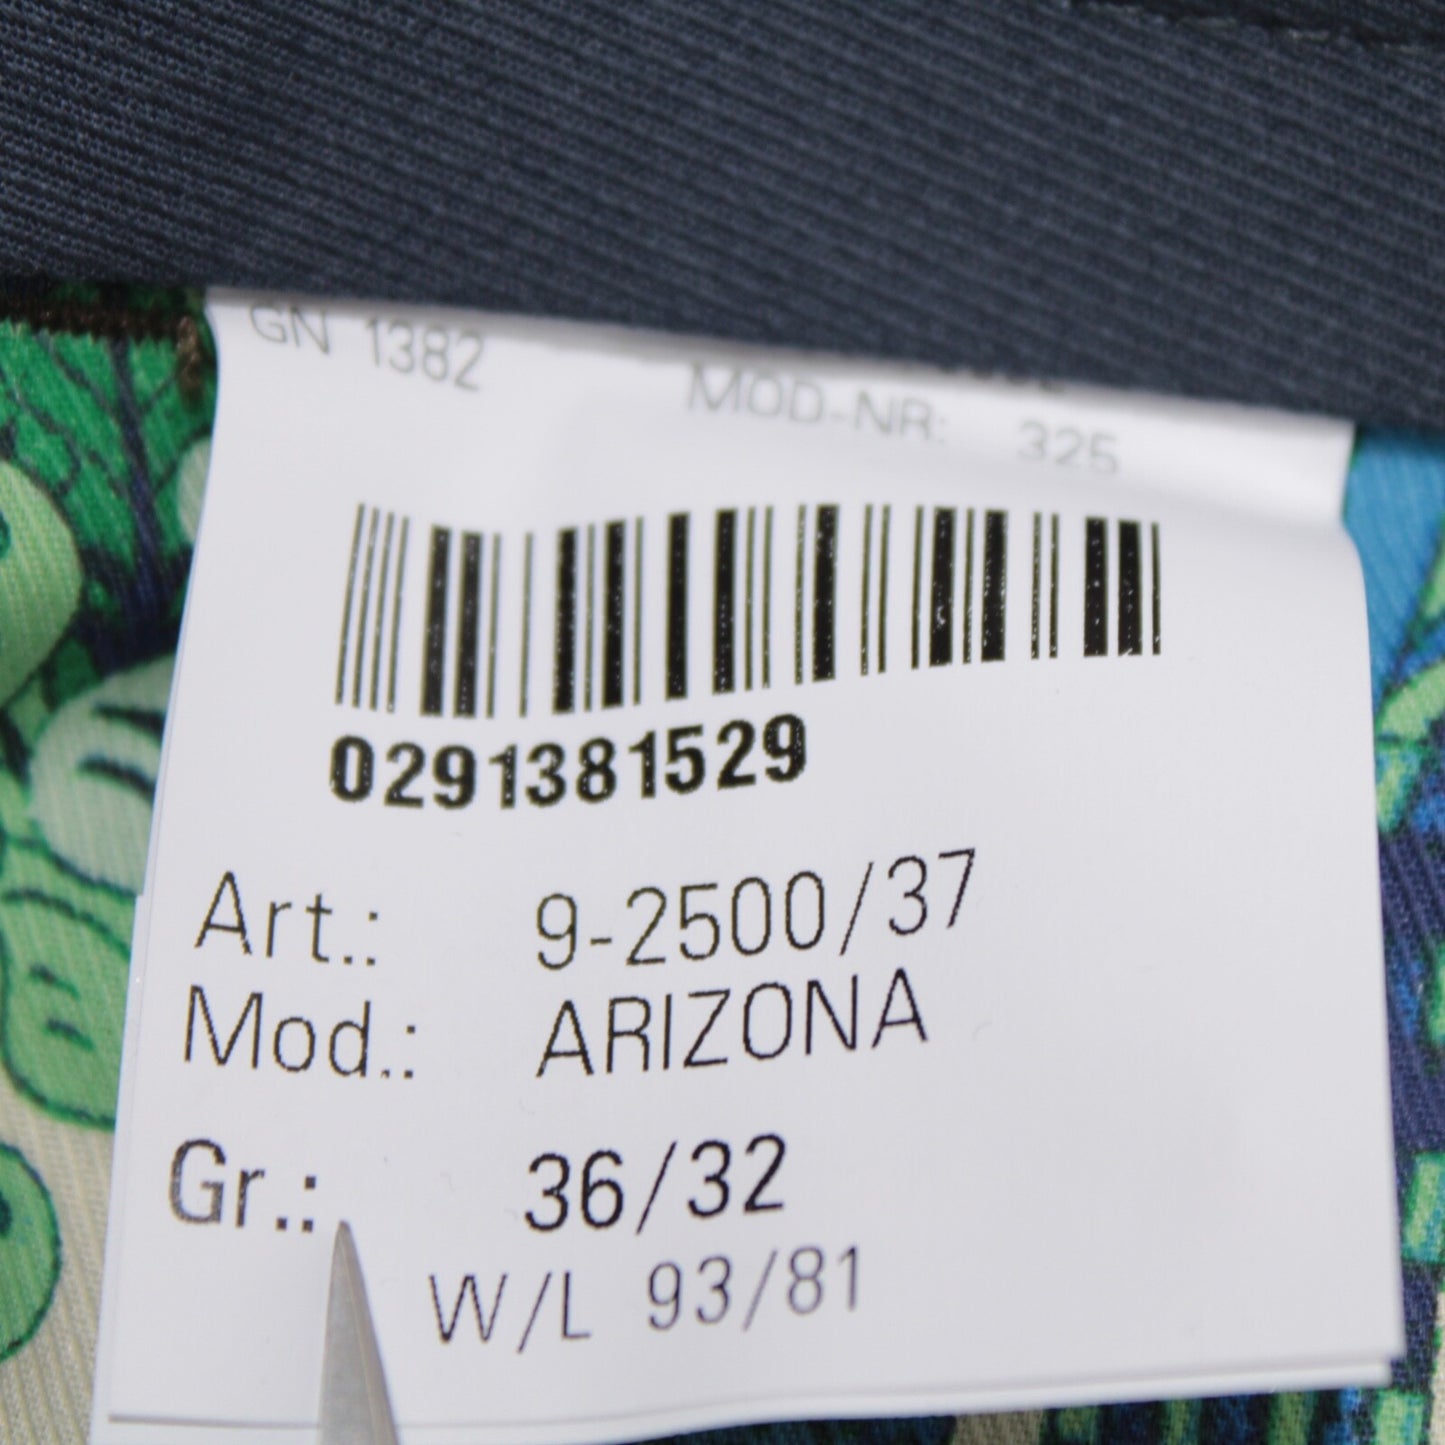 GN 1382
MOD-NR: 325
0291381529
Art.: 9-2500/37
Mod.: ARIZONA
Gr.: 36/32
W/L 93/81